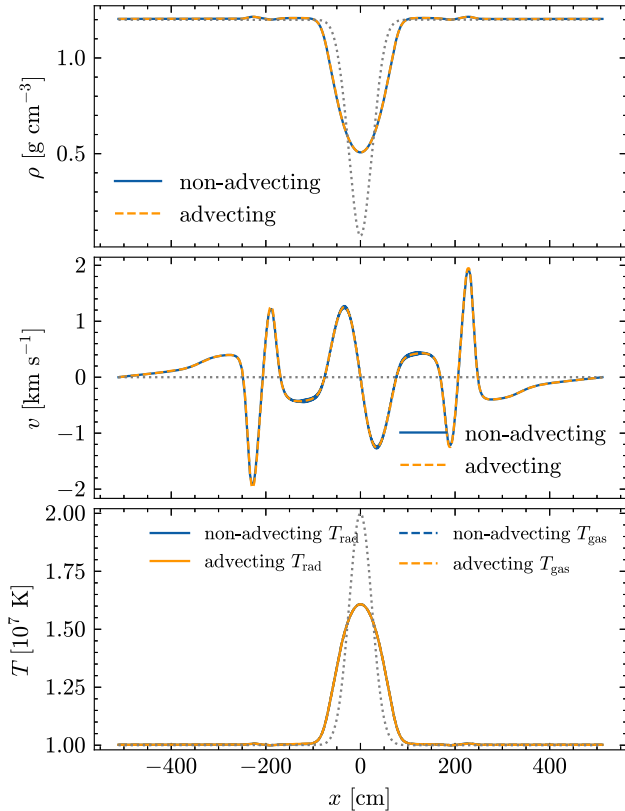 1.0
0.5
ρ [g cm⁻³]
non-advecting
advecting
2
1
0
−1
−2
v [km s⁻¹]
non-advecting
advecting
2.00
1.75
1.50
1.25
1.00
T [10⁷ K]
non-advecting T_rad
advecting T_rad
non-advecting T_gas
advecting T_gas
−400 −200 0 200 400
x [cm]